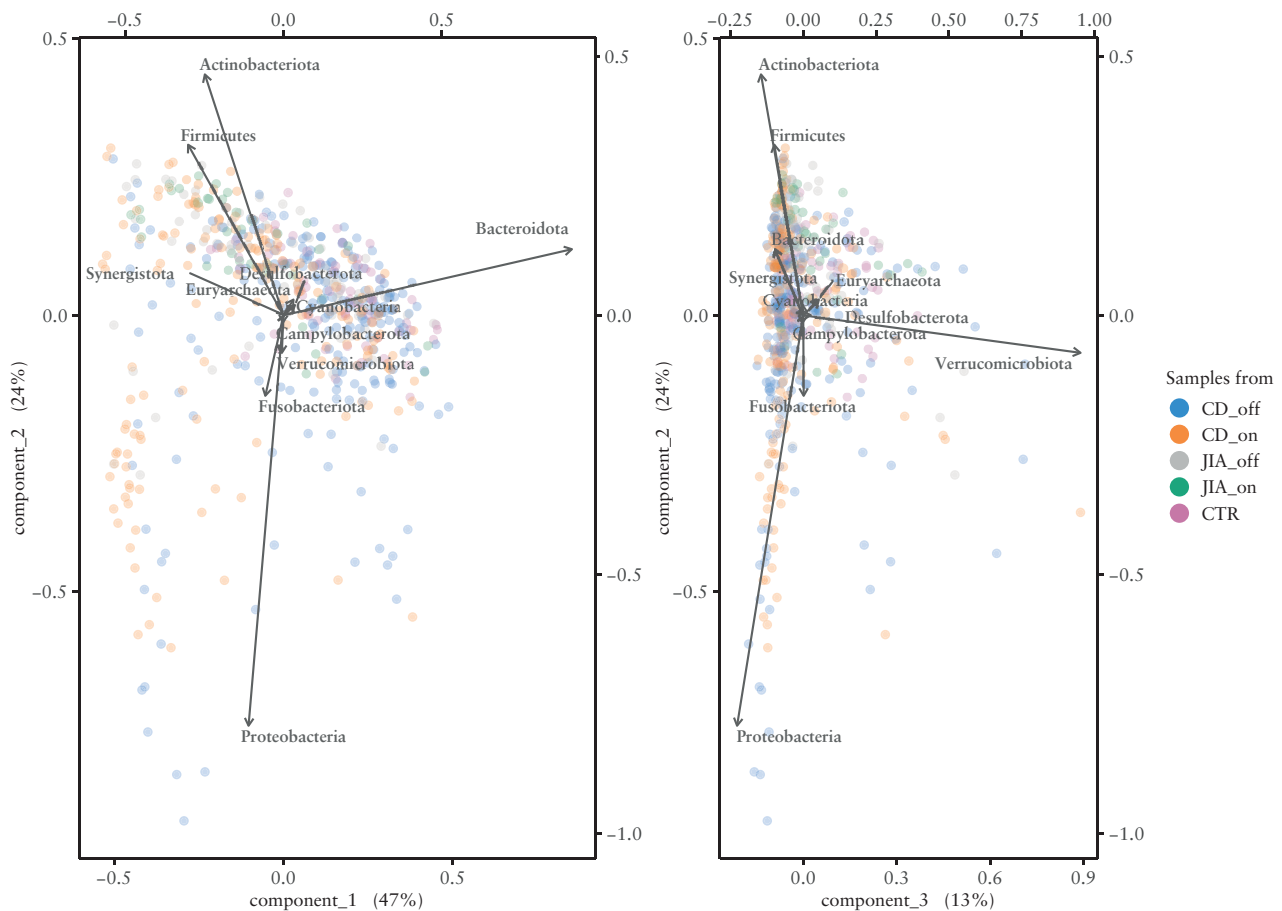 −0.5 0.0 0.5
−0.25 0.00 0.25 0.50 0.75 1.00
0.5
0.5
0.5
0.5
Actinobacteriota
Actinobacteriota
Firmicutes
Firmicutes
Bacteroidota
Bacteroidota
Synergistota
Desulfobacterota
Synergistota
Euryarchaeota
Euryarchaeota
Cyanobacteria
Cyanobacteria
0.0
0.0
0.0
Desulfobacterota
0.0
Campylobacterota
Campylobacterota
Verrucomicrobiota
Verrucomicrobiota
Fusobacteriota
Fusobacteriota
component_2 (24%)
component_2 (24%)
Samples from
CD_off
CD_on
JIA_off
JIA_on
CTR
−0.5
−0.5
−0.5
−0.5
Proteobacteria
Proteobacteria
−1.0
−1.0
−0.5 0.0 0.5
0.0 0.3 0.6 0.9
component_1 (47%)
component_3 (13%)